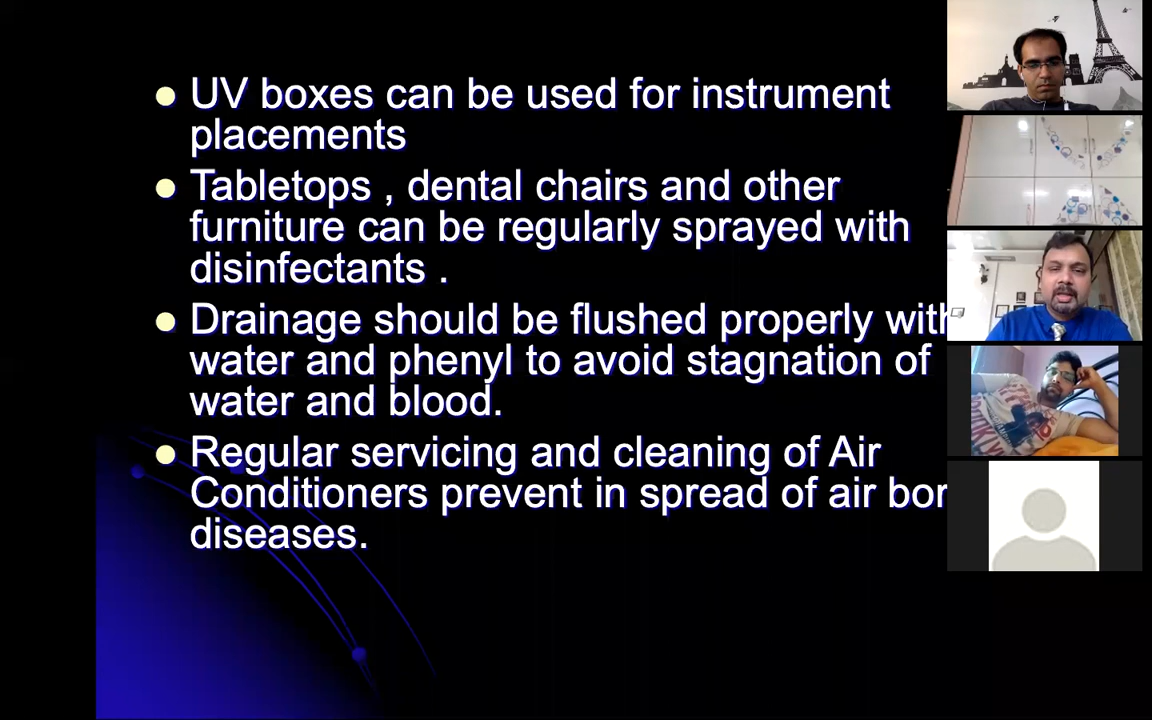 UV boxes can be used for instrument
placements
Tabletops , dental chairs and other
furniture can be regularly sprayed with
disinfectants .
Drainage should be flushed properly with
water and phenyl to avoid stagnation of
water and blood.
Regular servicing and cleaning of Air
Conditioners prevent in spread of air bor
diseases.